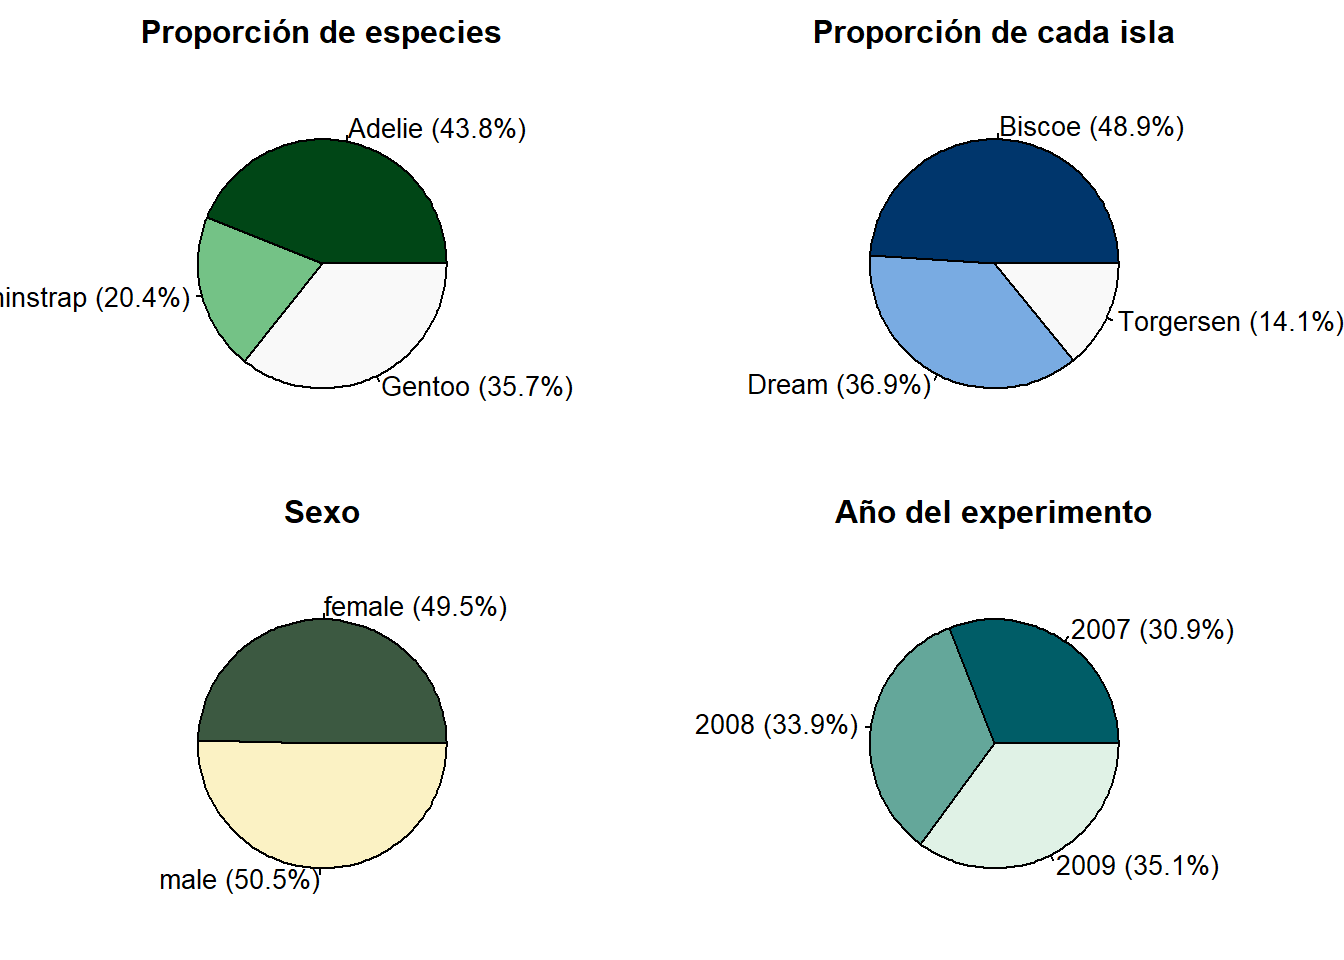 Proporción de especies
Adelie (43.8%)
ninstrap (20.4%)
Gentoo (35.7%)
Proporción de cada isla
Biscoe (48.9%)
Torgersen (14.1%)
Dream (36.9%)
Sexo
female (49.5%)
male (50.5%)
Año del experimento
2007 (30.9%)
2008 (33.9%)
2009 (35.1%)